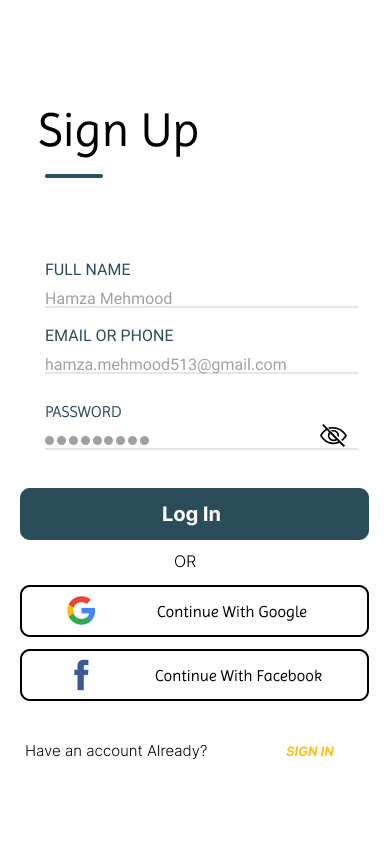 Sign Up
FULL NAME
Hamza Mehmood
EMAIL OR PHONE
hamza.mehmood513@gmail.com
PASSWORD
Log In
OR
Continue With Google
Continue With Facebook
Have an account Already? SIGN IN